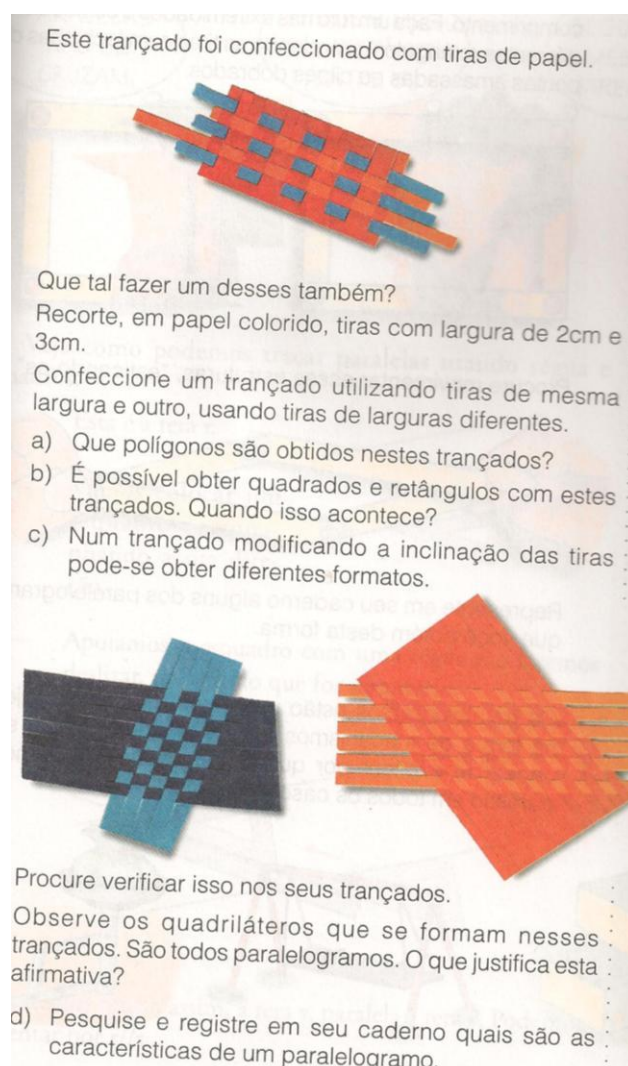 Este trançado foi confeccionado com tiras de papel.
Que tal fazer um desses também?
Recorte, em papel colorido, tiras com largura de 2cm e
3cm.
Confeccione um trançado utilizando tiras de mesma
largura e outro, usando tiras de larguras diferentes.
a) Que polígonos são obtidos nestes trançados?
b) É possível obter quadrados e retângulos com estes
trançados. Quando isso acontece?
c) Num trançado modificando a inclinação das tiras
pode-se obter diferentes formatos.
Procure verificar isso nos seus trançados.
Observe os quadriláteros que se formam nesses
trançados. São todos paralelogramos. O que justifica esta
afirmativa?
d) Pesquise e registre em seu caderno quais são as
características de um paralelogramo.